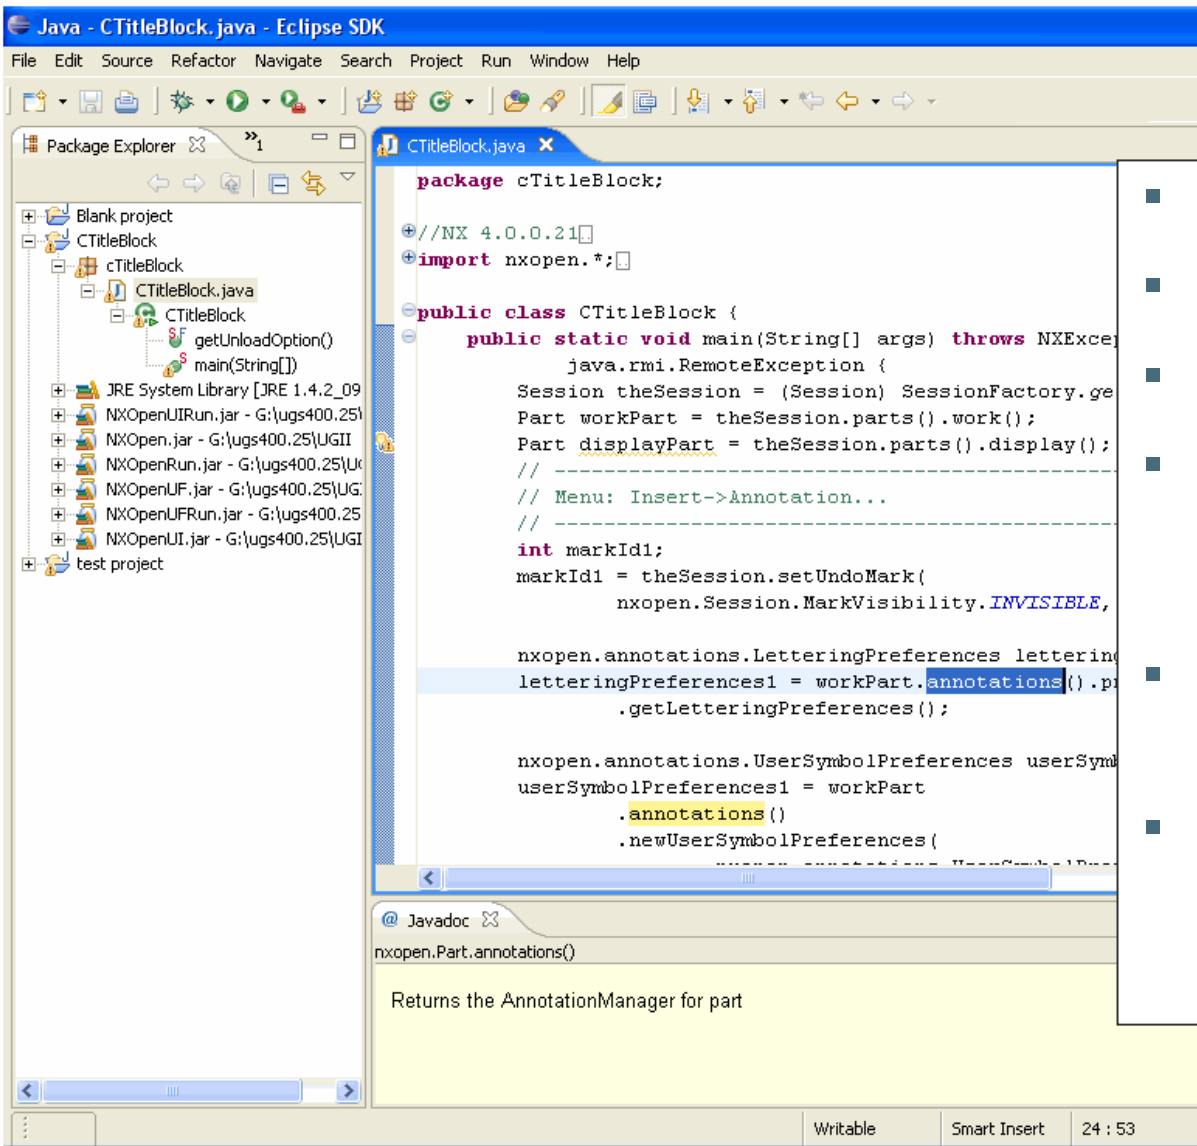 Java - CTitleBlock.java - Eclipse SDK
File Edit Source Refactor Navigate Search Project Run Window Help
Package Explorer
»1
Blank project
CTitleBlock
cTitleBlock
CTitleBlock.java
CTitleBlock
getUnloadOption()
main(String[])
JRE System Library [JRE 1.4.2_09
NXOpenUIRun.jar - G:\ugs400.25\
NXOpen.jar - G:\ugs400.25\UGII
NXOpenRun.jar - G:\ugs400.25\U
NXOpenUF.jar - G:\ugs400.25\UG
NXOpenUFRun.jar - G:\ugs400.25
NXOpenUI.jar - G:\ugs400.25\UGI
test project
CTitleBlock.java
package cTitleBlock;
//NX 4.0.0.21
import nxopen.*;
public class CTitleBlock {
public static void main(String[] args) throws NXExcep
java.rmi.RemoteException {
Session theSession = (Session) SessionFactory.ge
Part workPart = theSession.parts().work();
Part displayPart = theSession.parts().display();
// ----------------------------------------------
// Menu: Insert->Annotation...
// ----------------------------------------------
int markId1;
markId1 = theSession.setUndoMark(
nxopen.Session.MarkVisibility.INVISIBLE,
nxopen.annotations.LetteringPreferences lettering
letteringPreferences1 = workPart.annotations().p
.getLetteringPreferences();
nxopen.annotations.UserSymbolPreferences userSym
userSymbolPreferences1 = workPart
.annotations()
.newUserSymbolPreferences(
@ Javadoc
nxopen.Part.annotations()
Returns the AnnotationManager for part
Writable Smart Insert 24 : 53